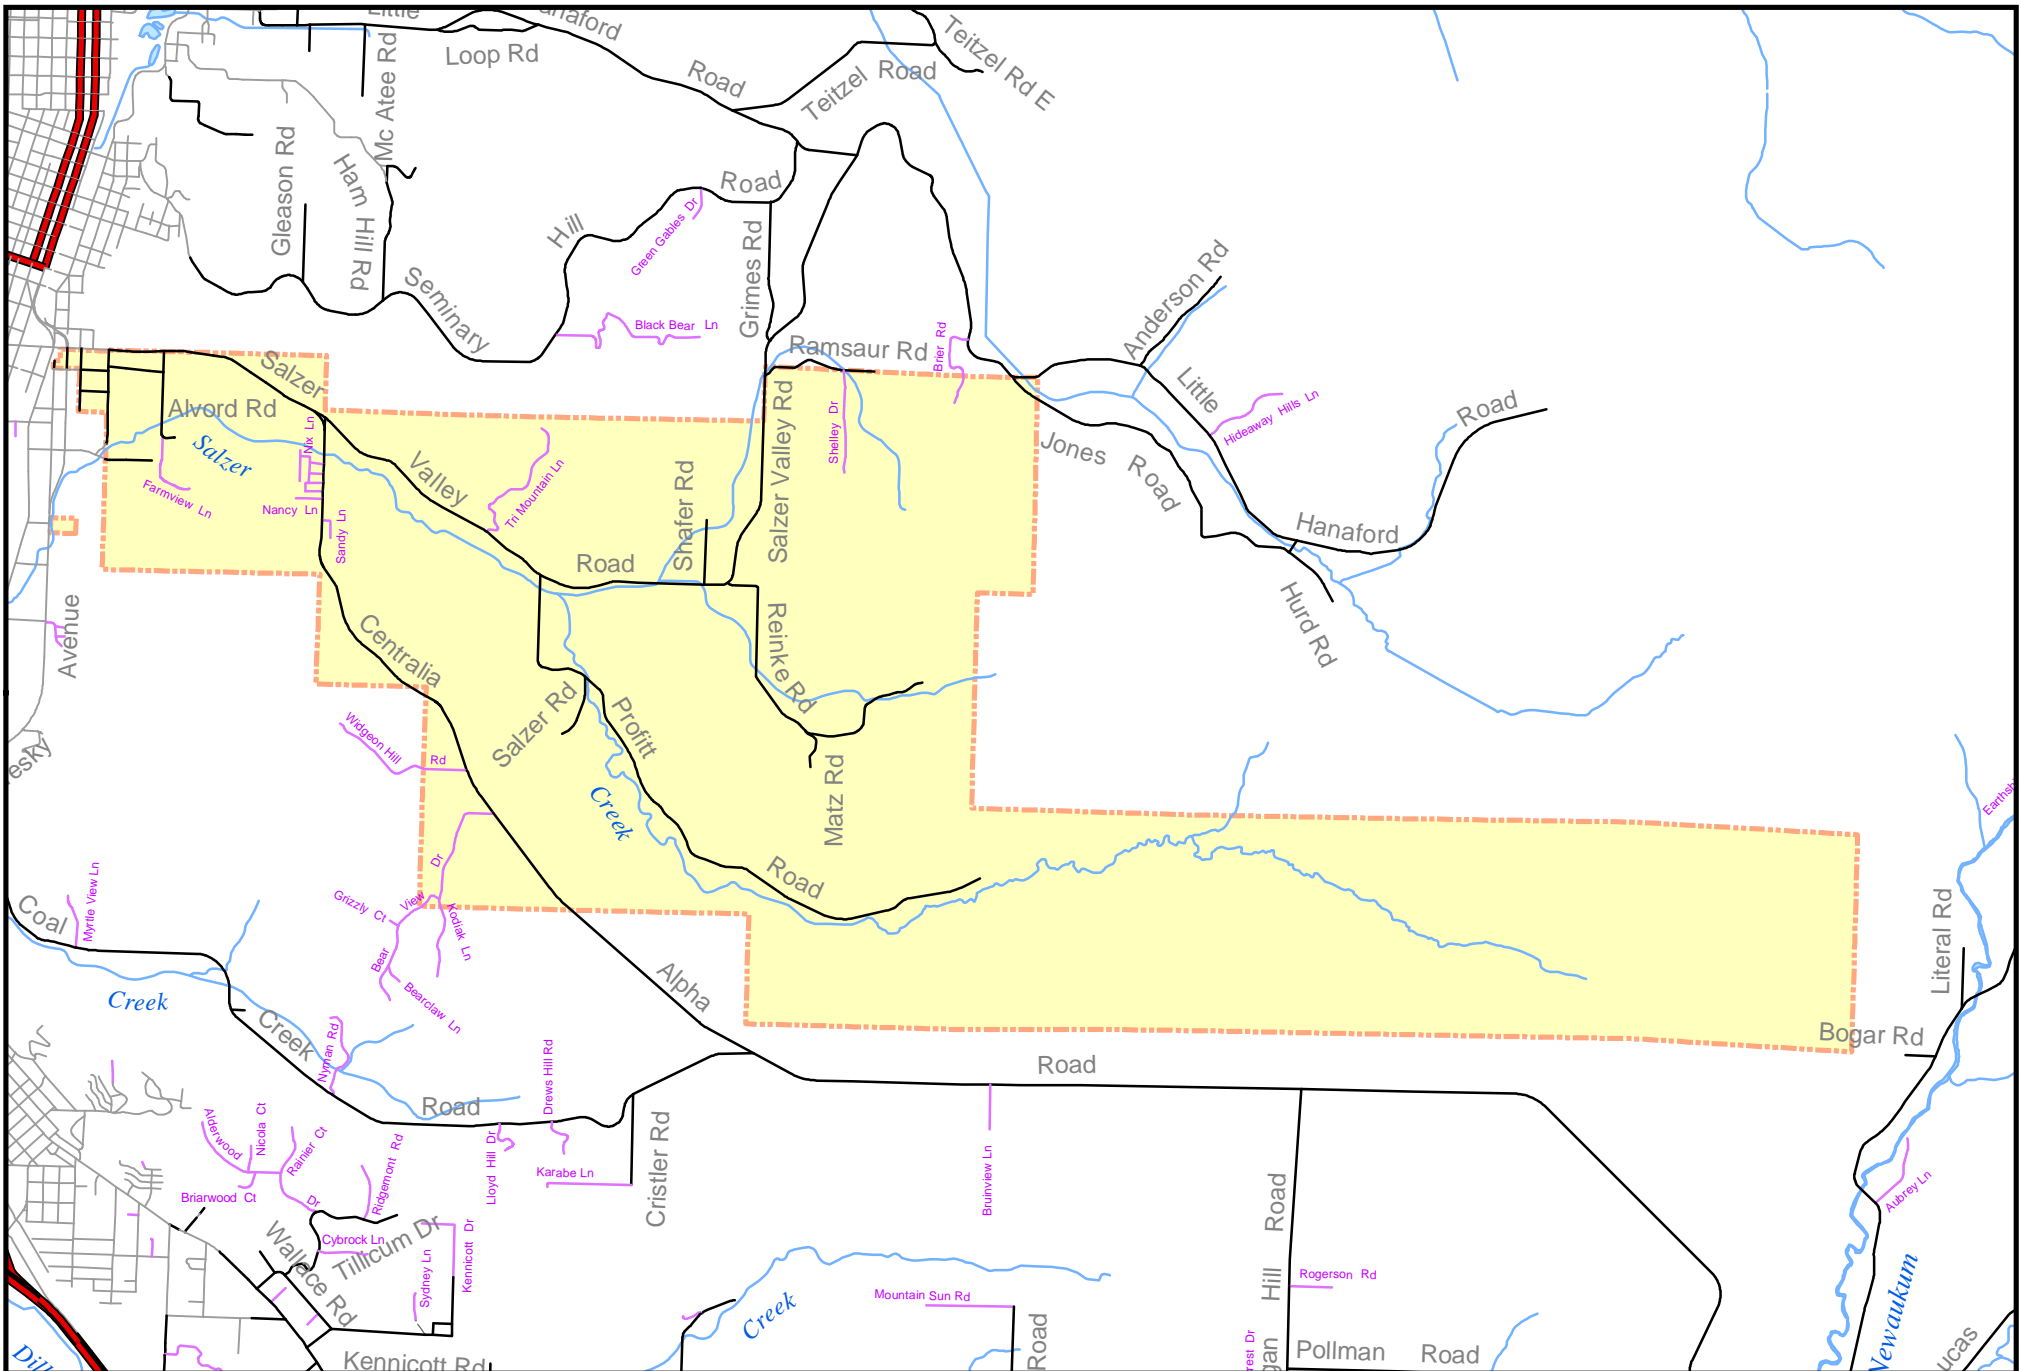 Little Hanaford Road
Loop Rd
Mc Atee Rd
Teitzel Road
Teitzel Rd E
Gleason Rd
Ham Hill Rd
Seminary Hill Road
Green Gables Dr
Grimes Rd
Black Bear Ln
Ramsaur Rd
Brier Rd
Anderson Rd
Little Hanaford Road
Hideaway Hills Ln
Jones Road
Hurd Rd
Salzer Valley Road
Alvord Rd
Salzer Creek
Nix Ln
Farmview Ln
Nancy Ln
Sandy Ln
Tri Mountain Ln
Shafer Rd
Salzer Valley Rd
Shelley Dr
Avenue
esky
Centralia Alpha Road
Reinke Rd
Salzer Rd
Profitt Road
Matz Rd
Widgeon Hill Rd
Bear View Dr
Grizzly Ct
Kodiak Ln
Bearclaw Ln
Myrtle View Ln
Coal Creek Road
Creek
Nyman Rd
Drews Hill Rd
Lloyd Hill Dr
Karabe Ln
Cristler Rd
Bruinview Ln
Literal Rd
Bogar Rd
Aubrey Ln
Newaukum
Alderwood Dr
Nicola Ct
Rainier Ct
Ridgemont Rd
Briarwood Ct
Cybrock Ln
Tillicum Dr
Wallace Rd
Sydney Ln
Kennicott Dr
Kennicott Rd
Creek
Mountain Sun Rd
Road
gan Hill Road
Rogerson Rd
rest Dr
Pollman Road
ucas